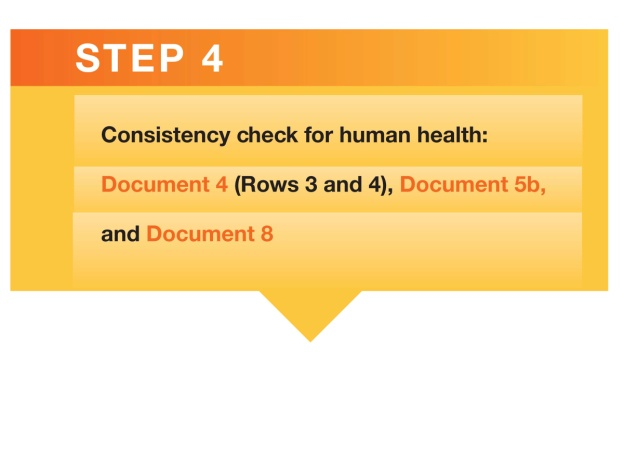 STEP 4
Consistency check for human health:
Document 4 (Rows 3 and 4), Document 5b,
and Document 8